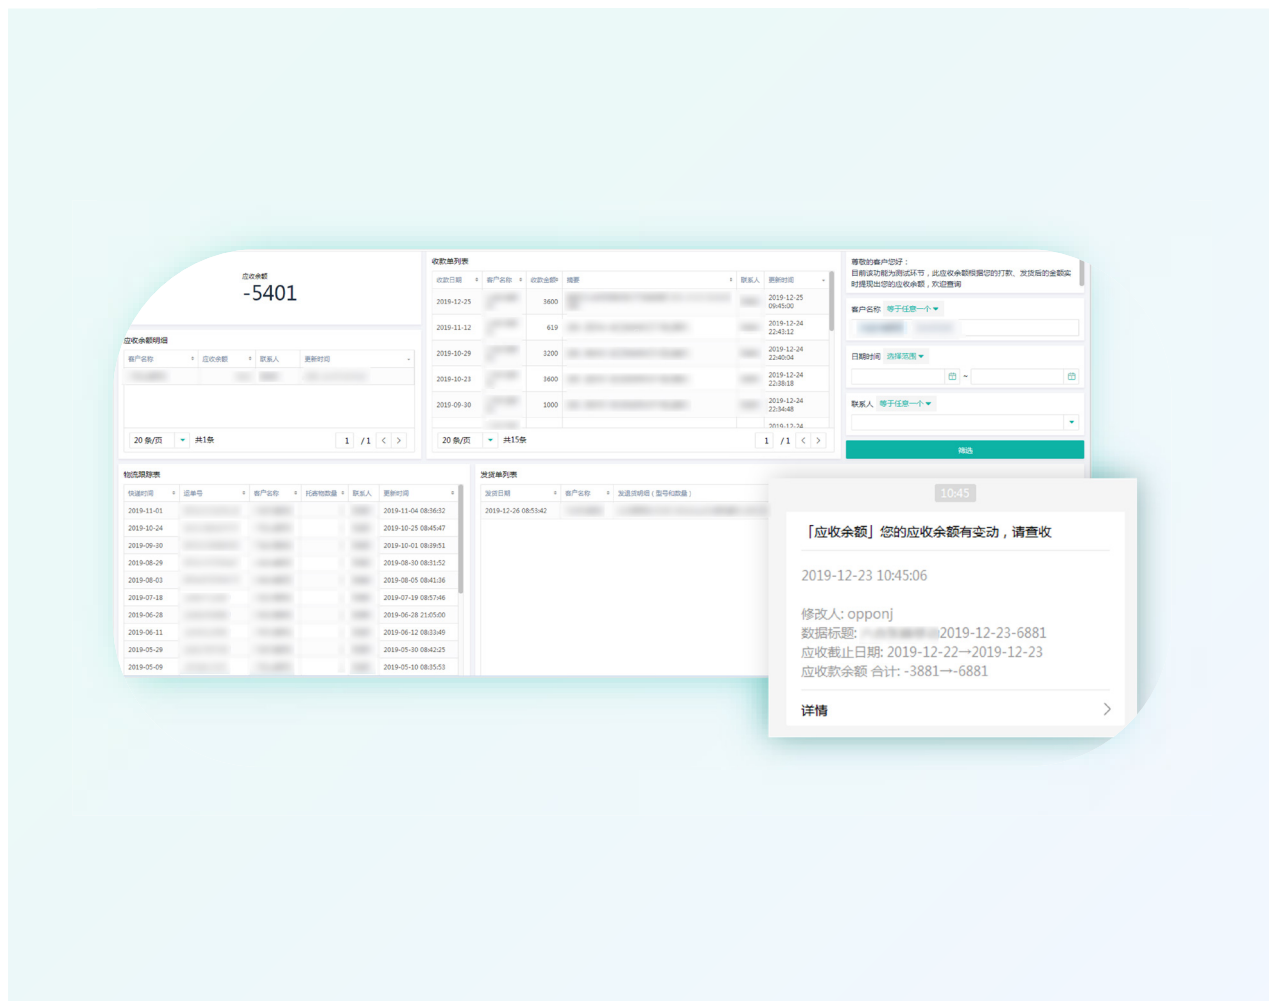 应收余额
-5401
应收余额明细
客户名称 应收余额 联系人 更新时间
20 条/页 共1条 1 /1
收款单列表
收款日期 客户名称 收款金额 摘要 联系人 更新时间
2019-12-25 3600 2019-12-25 09:45:00
2019-11-12 619 2019-12-24 22:43:12
2019-10-29 3200 2019-12-24 22:40:04
2019-10-23 3600 2019-12-24 22:38:18
2019-09-30 1000 2019-12-24 22:34:48
2019-12-24
20 条/页 共15条 1 /1
尊敬的客户您好：
目前该功能为测试环节，此应收余额根据您的打款、发货后的金额实
时提现出您的应收余额，欢迎查询
客户名称 等于任意一个
日期时间 选择范围
~
联系人 等于任意一个
筛选
物流跟踪表
快递时间 运单号 客户名称 托寄物数量 联系人 更新时间
2019-11-01 2019-11-04 08:36:32
2019-10-24 2019-10-25 08:45:47
2019-09-30 2019-10-01 08:39:51
2019-08-29 2019-08-30 08:31:52
2019-08-03 2019-08-05 08:41:36
2019-07-18 2019-07-19 08:57:46
2019-06-28 2019-06-28 21:05:00
2019-06-11 2019-06-12 08:33:49
2019-05-29 2019-05-30 08:42:25
2019-05-09 2019-05-10 08:35:53
发货单列表
发货日期 客户名称 发退货明细（型号和数量）
2019-12-26 08:53:42
10:45
「应收余额」您的应收余额有变动，请查收
2019-12-23 10:45:06
修改人: opponj
数据标题: 2019-12-23-6881
应收截止日期: 2019-12-22→2019-12-23
应收款余额 合计: -3881→-6881
详情